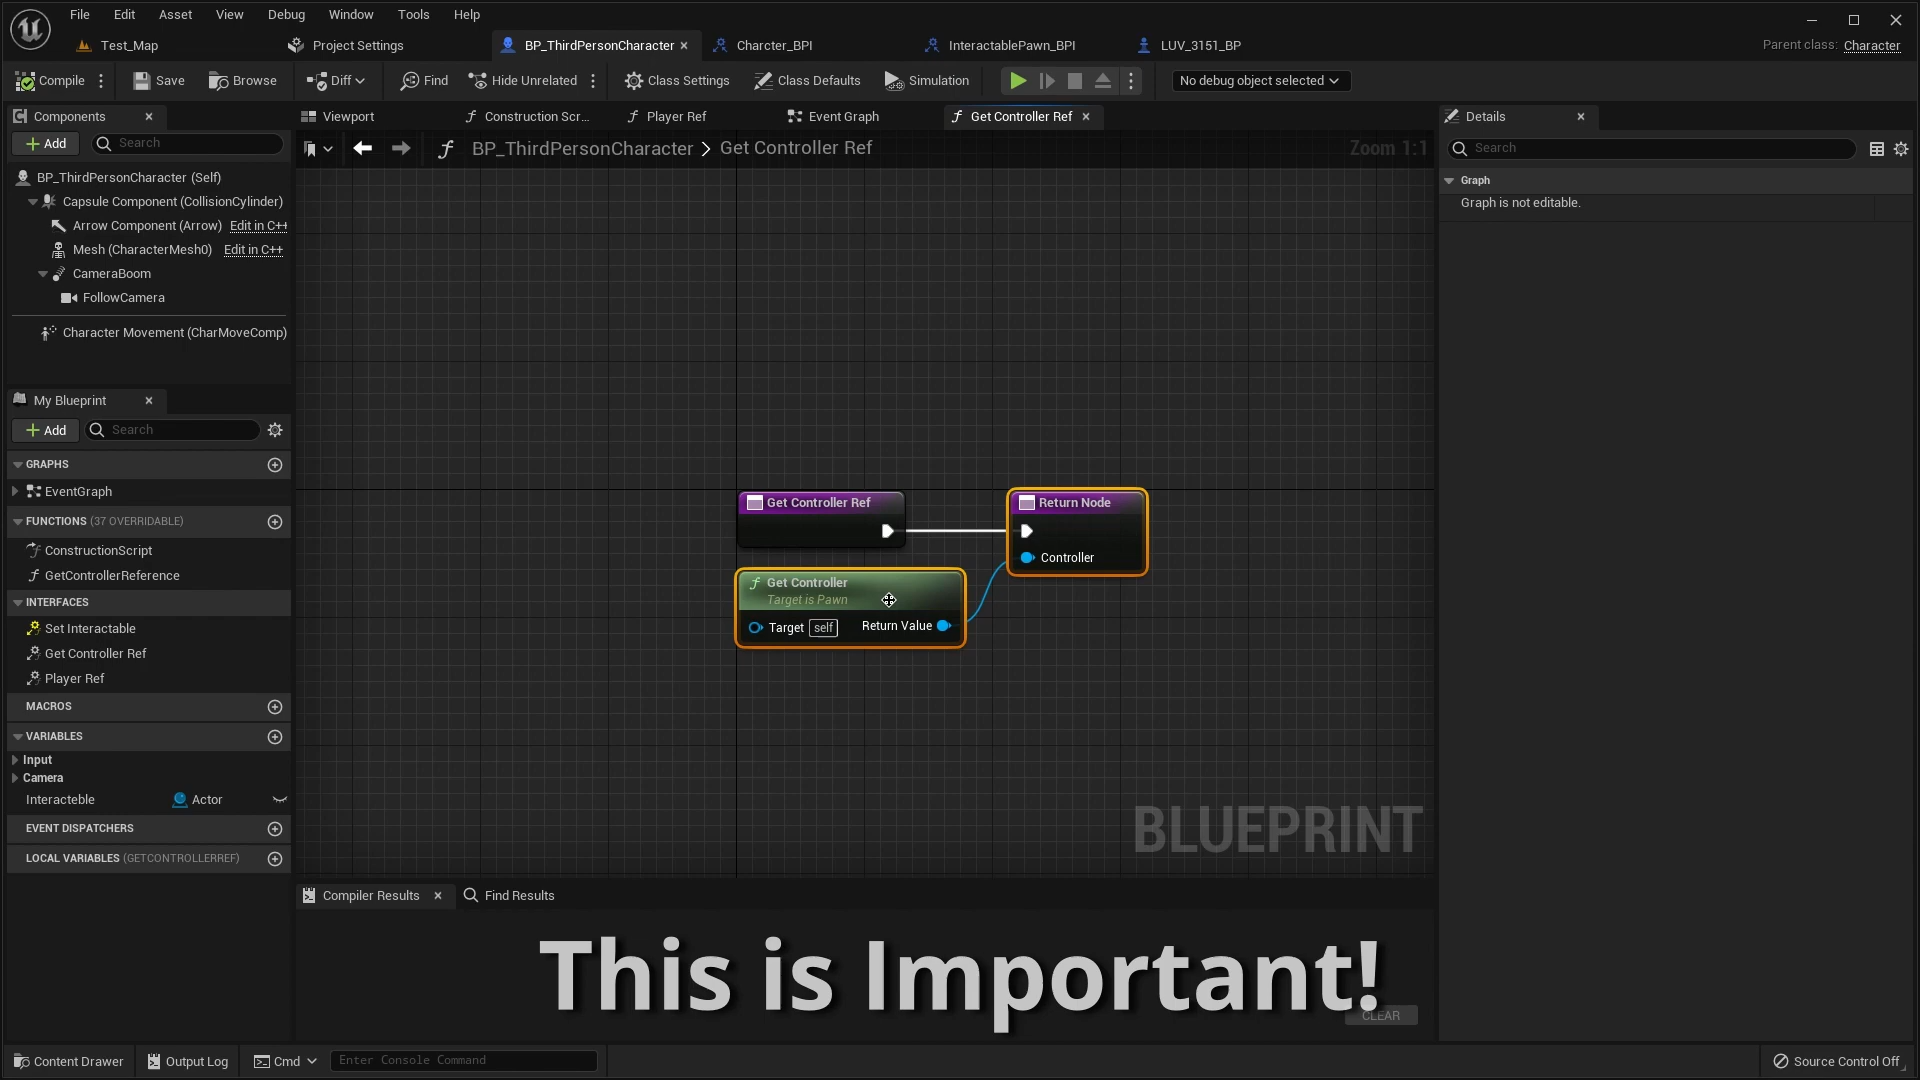 File Edit Asset View Debug Window Tools Help
Test_Map Project Settings BP_ThirdPersonCharacter Charcter_BPI InteractablePawn_BPI LUV_3151_BP Parent class: Character
Compile Save Browse Diff Find Hide Unrelated Class Settings Class Defaults Simulation No debug object selected
Components
Add Search
BP_ThirdPersonCharacter (Self)
Capsule Component (CollisionCylinder)
Arrow Component (Arrow) Edit in C++
Mesh (CharacterMesh0) Edit in C++
CameraBoom
FollowCamera
Character Movement (CharMoveComp)
My Blueprint
Add Search
GRAPHS
EventGraph
FUNCTIONS (37 OVERRIDABLE)
ConstructionScript
GetControllerReference
INTERFACES
Set Interactable
Get Controller Ref
Player Ref
MACROS
VARIABLES
Input
Camera
Interacteble Actor
EVENT DISPATCHERS
LOCAL VARIABLES (GETCONTROLLERREF)
Viewport Construction Scr... Player Ref Event Graph Get Controller Ref
BP_ThirdPersonCharacter > Get Controller Ref Zoom 1:1
Get Controller Ref
Return Node
Controller
Get Controller
Target is Pawn
Target self Return Value
BLUEPRINT
Compiler Results Find Results
This is Important!
CLEAR
Details
Search
Graph
Graph is not editable.
Content Drawer Output Log Cmd Enter Console Command Source Control Off